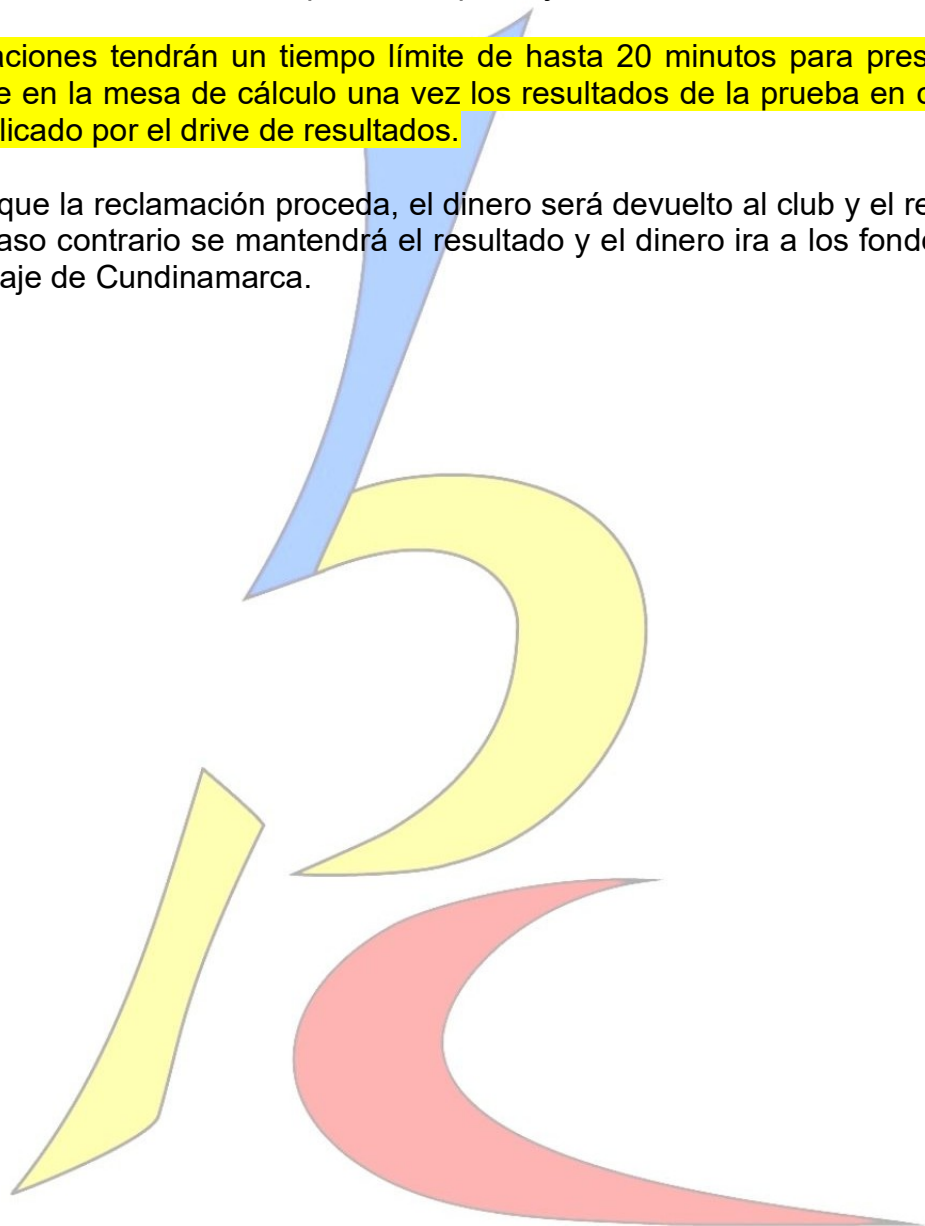 aciones tendrán un tiempo límite de hasta 20 minutos para pres
e en la mesa de cálculo una vez los resultados de la prueba en c
licado por el drive de resultados.
que la reclamación proceda, el dinero será devuelto al club y el re
aso contrario se mantendrá el resultado y el dinero ira a los fond
aje de Cundinamarca.